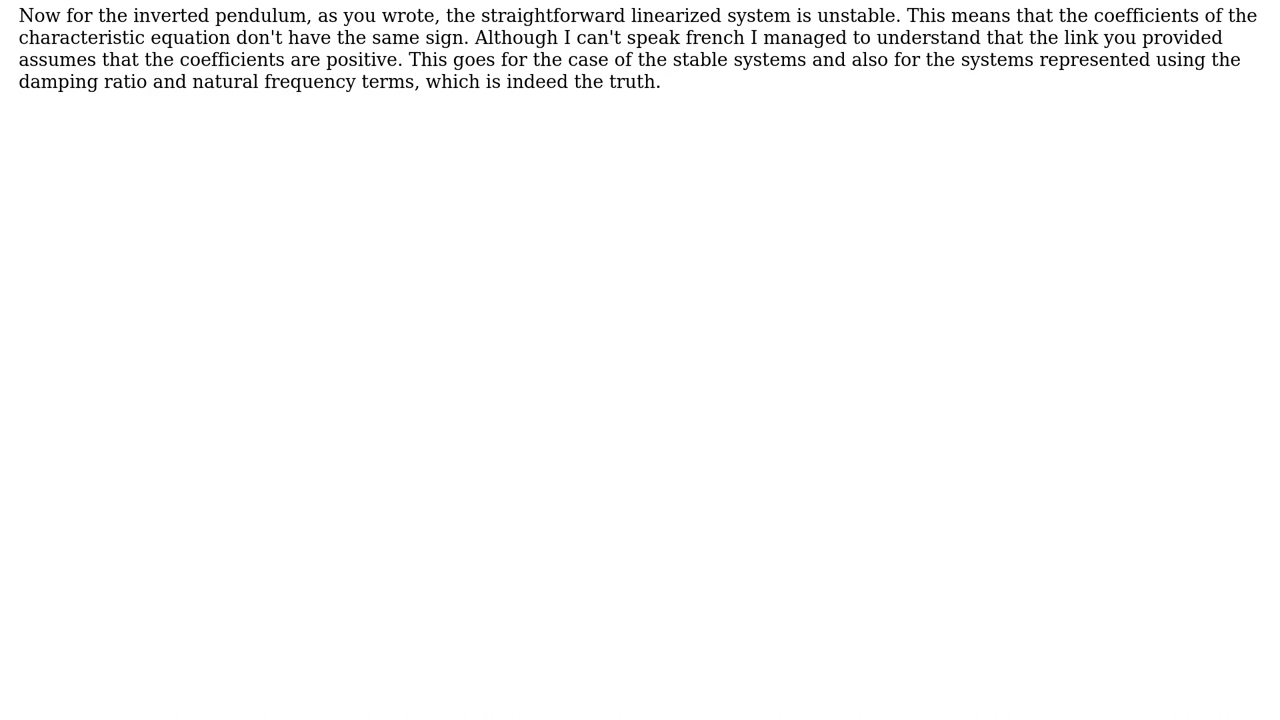 Now for the inverted pendulum, as you wrote, the straightforward linearized system is unstable. This means that the coefficients of the
characteristic equation don't have the same sign. Although I can't speak french I managed to understand that the link you provided
assumes that the coefficients are positive. This goes for the case of the stable systems and also for the systems represented using the
damping ratio and natural frequency terms, which is indeed the truth.